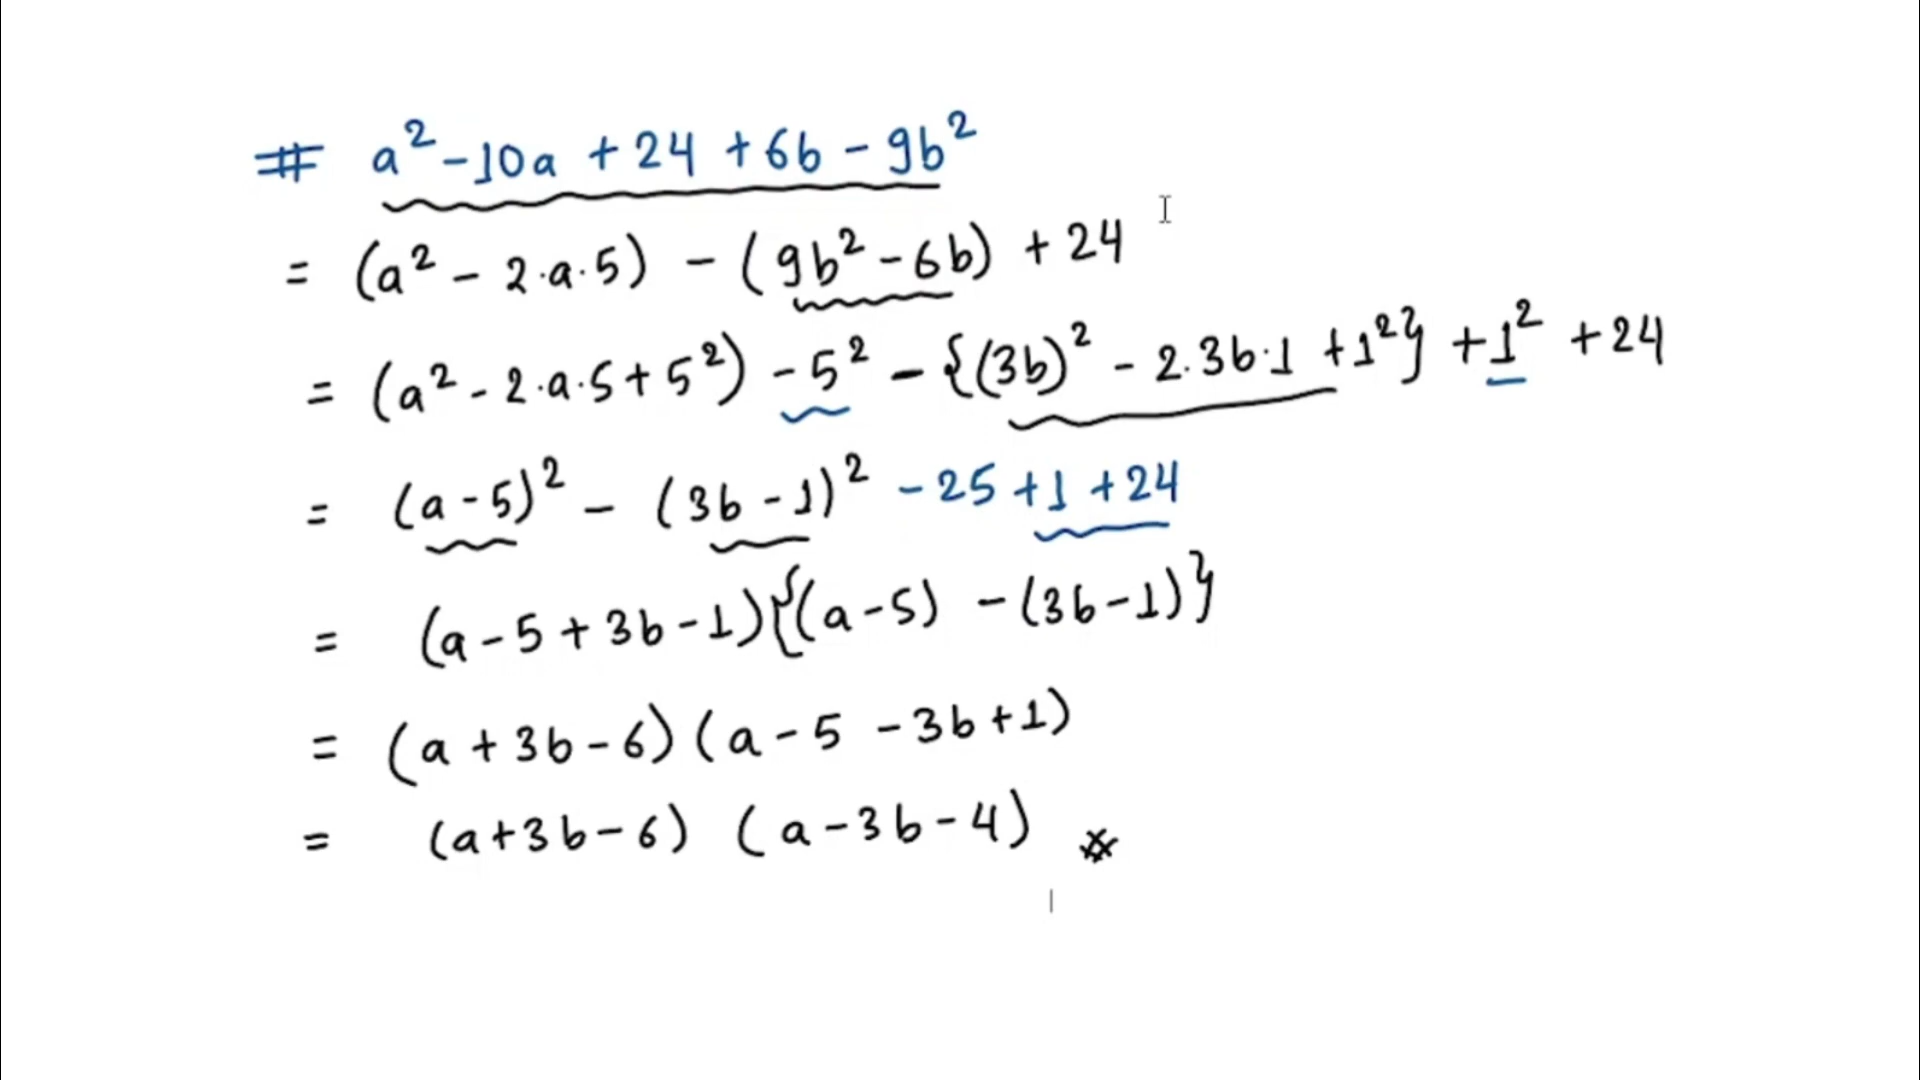 # a² - 10a + 24 + 6b - 9b²
= (a² - 2·a·5) - (9b² - 6b) + 24
= (a² - 2·a·5 + 5²) - 5² - {(3b)² - 2·3b·1 + 1²} + 1² + 24
= (a - 5)² - (3b - 1)² - 25 + 1 + 24
= (a - 5 + 3b - 1){(a - 5) - (3b - 1)}
= (a + 3b - 6)(a - 5 - 3b + 1)
= (a + 3b - 6) (a - 3b - 4) #